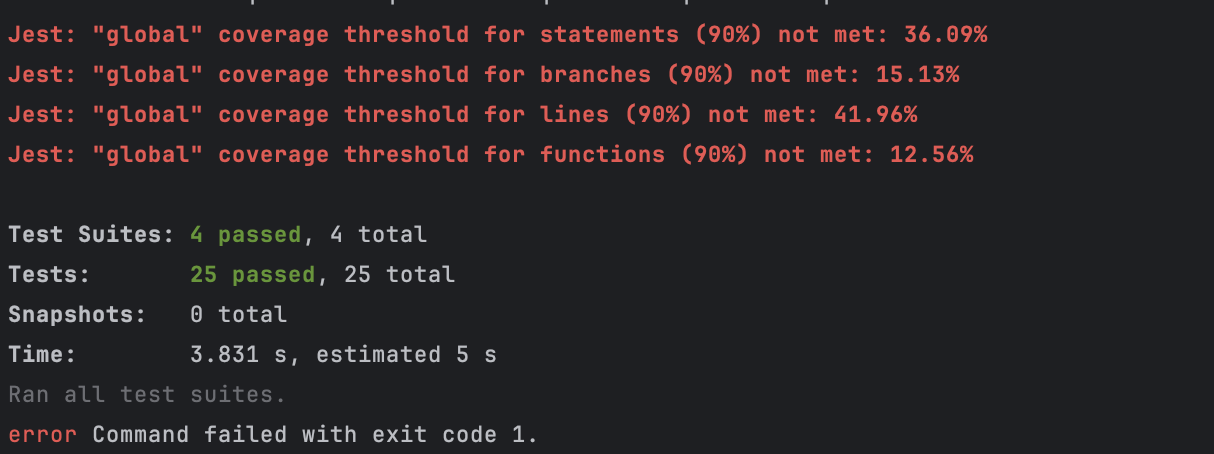 Jest: "global" coverage threshold for statements (90%) not met: 36.09%
Jest: "global" coverage threshold for branches (90%) not met: 15.13%
Jest: "global" coverage threshold for lines (90%) not met: 41.96%
Jest: "global" coverage threshold for functions (90%) not met: 12.56%
Test Suites: 4 passed, 4 total
Tests:       25 passed, 25 total
Snapshots:   0 total
Time:        3.831 s, estimated 5 s
Ran all test suites.
error Command failed with exit code 1.